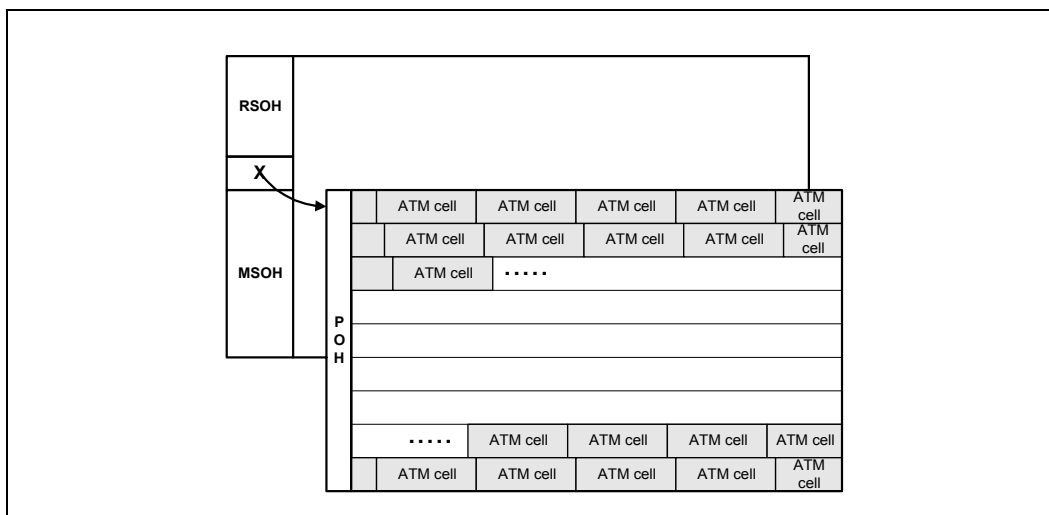 RSOH
X
ATM cell ATM cell ATM cell ATM cell ATM cell
ATM cell ATM cell ATM cell ATM cell ATM cell
MSOH
ATM cell .....
POH
..... ATM cell ATM cell ATM cell ATM cell
ATM cell ATM cell ATM cell ATM cell ATM cell